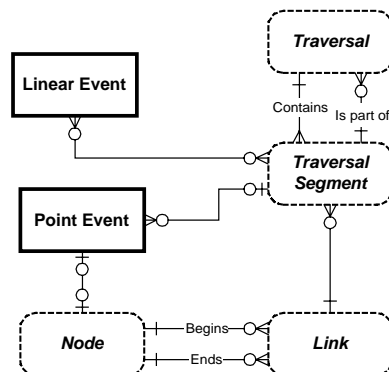 Traversal
Linear Event
Contains
Is part of
Traversal
Segment
Point Event
Node
Begins
Ends
Link